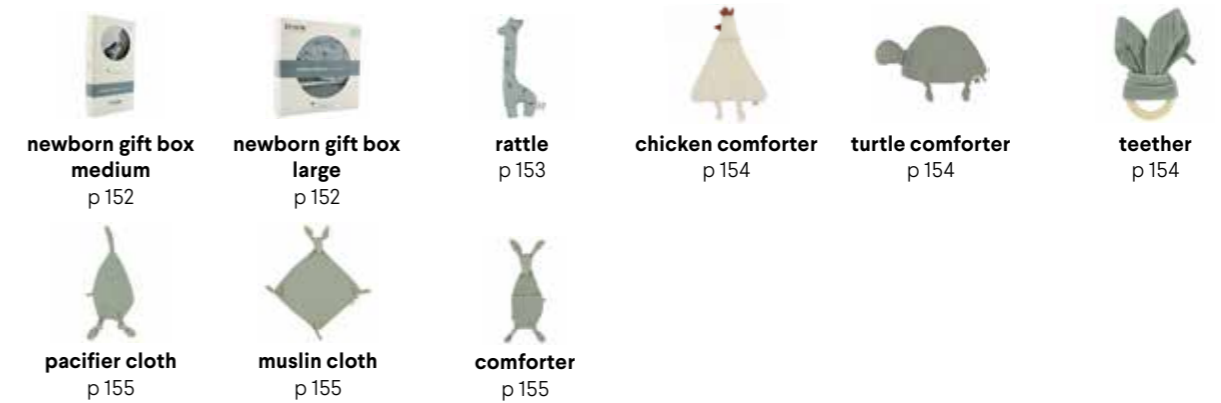 newborn gift box
medium
p 152
newborn gift box
large
p 152
rattle
p 153
chicken comforter
p 154
turtle comforter
p 154
teether
p 154
pacifier cloth
p 155
muslin cloth
p 155
comforter
p 155